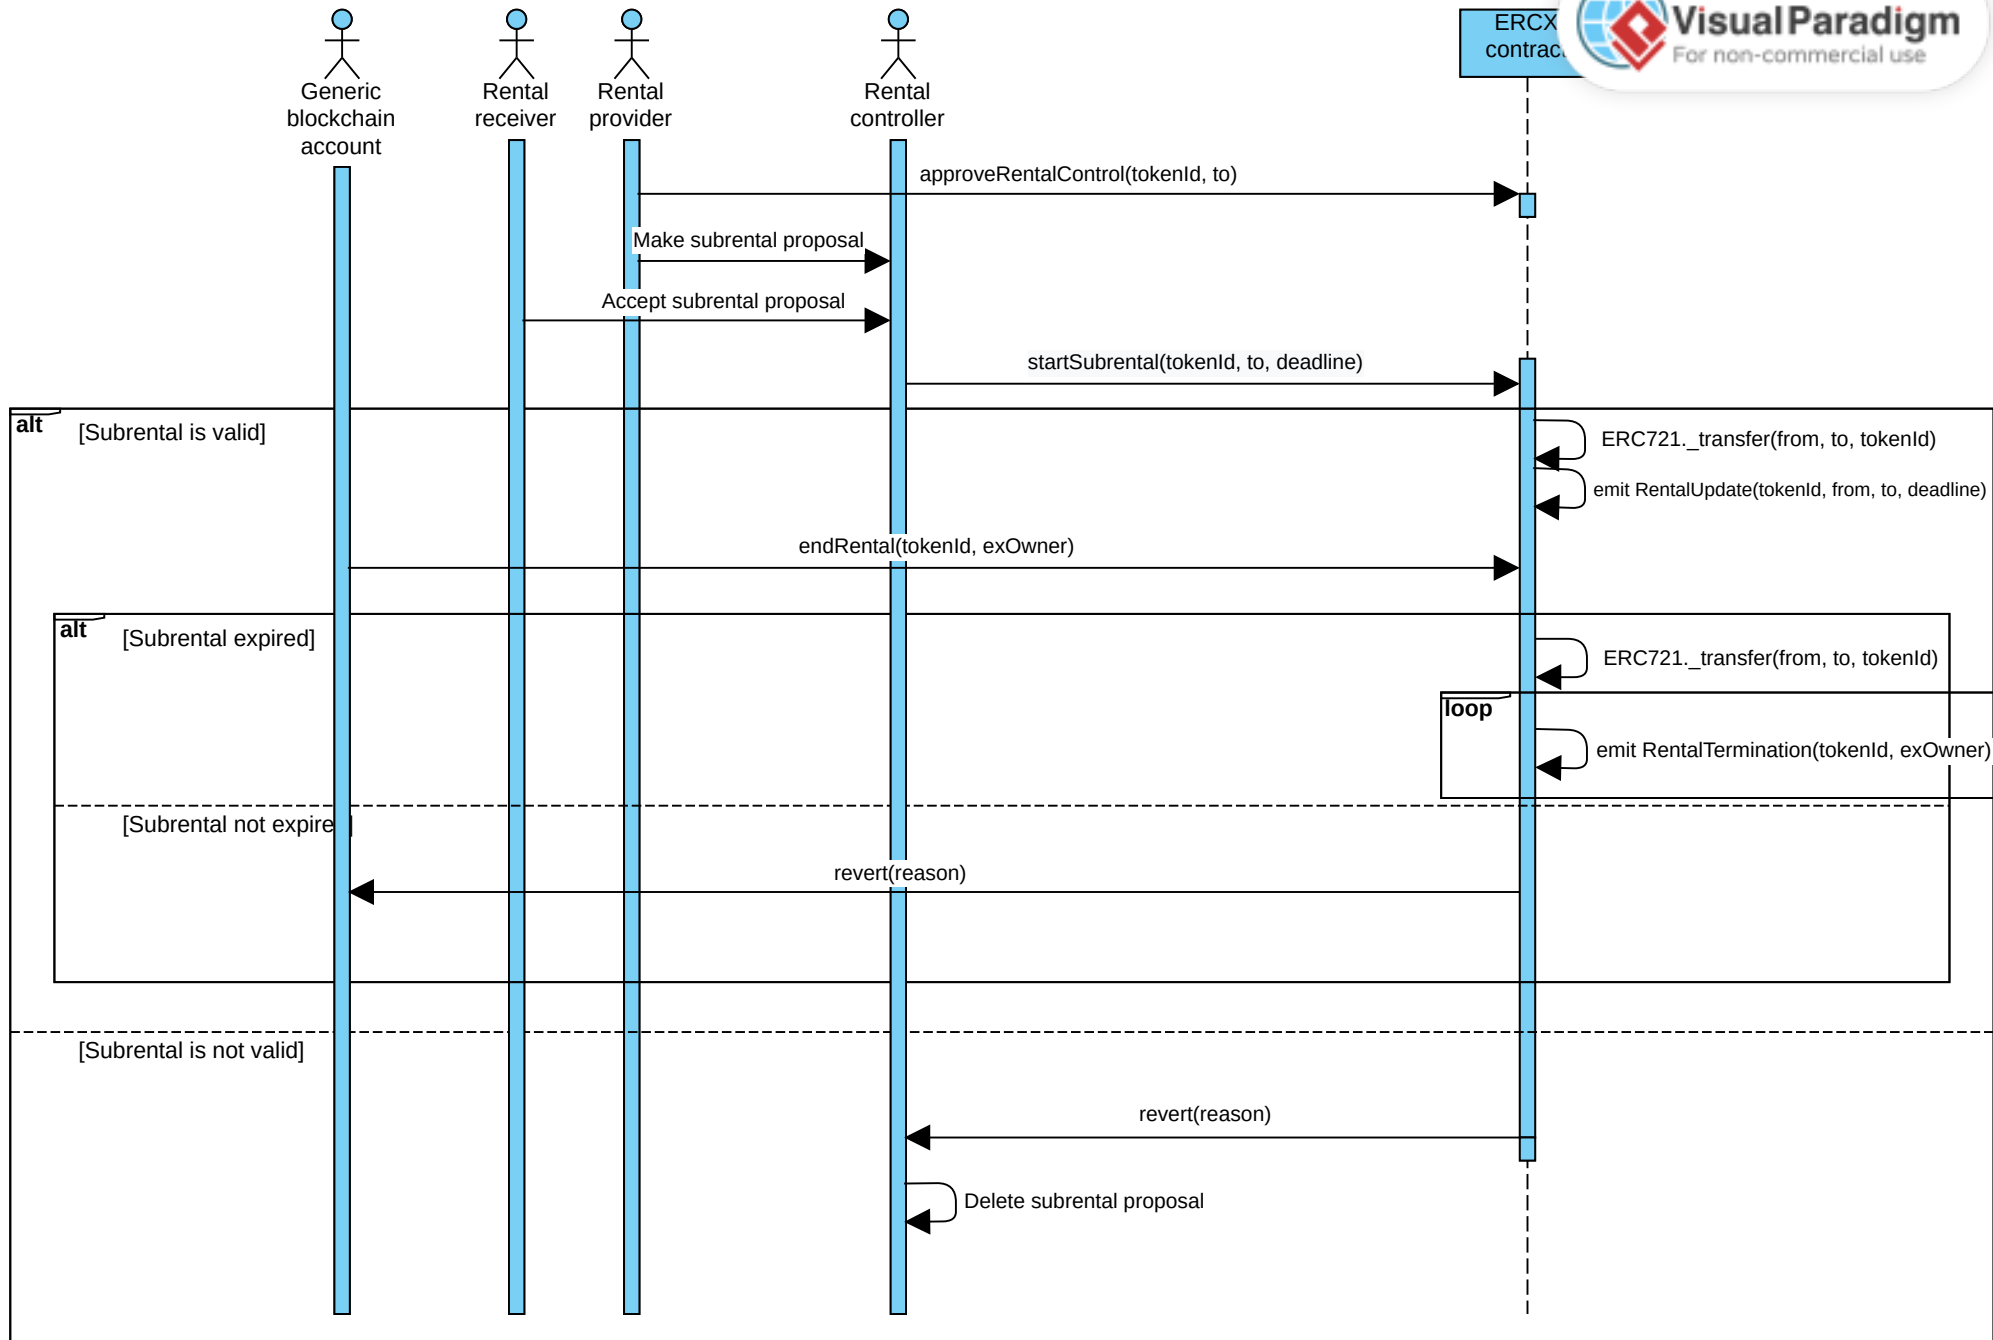 Generic
blockchain
account
Rental
receiver
Rental
provider
Rental
controller
ERCX
contrac
Visual Paradigm
For non-commercial use
approveRentalControl(tokenId, to)
Make subrental proposal
Accept subrental proposal
startSubrental(tokenId, to, deadline)
alt
[Subrental is valid]
ERC721._transfer(from, to, tokenId)
emit RentalUpdate(tokenId, from, to, deadline)
endRental(tokenId, exOwner)
alt
[Subrental expired]
ERC721._transfer(from, to, tokenId)
loop
emit RentalTermination(tokenId, exOwner)
[Subrental not expire ]
revert(reason)
[Subrental is not valid]
revert(reason)
Delete subrental proposal